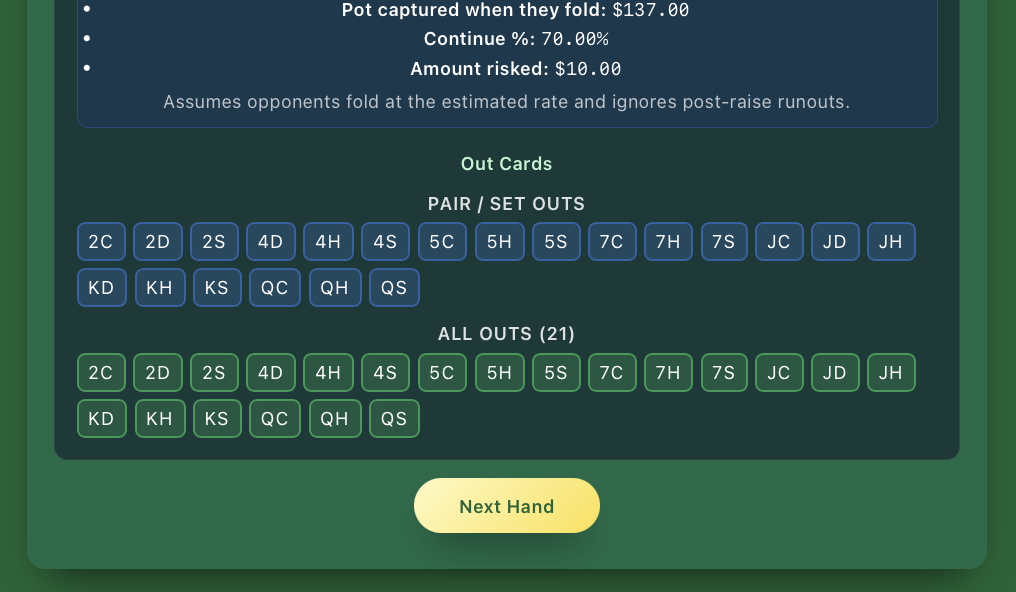 Pot captured when they fold: $137.00
Continue %: 70.00%
Amount risked: $10.00
Assumes opponents fold at the estimated rate and ignores post-raise runouts.
Out Cards
PAIR / SET OUTS
2C 2D 2S 4D 4H 4S 5C 5H 5S 7C 7H 7S JC JD JH
KD KH KS QC QH QS
ALL OUTS (21)
2C 2D 2S 4D 4H 4S 5C 5H 5S 7C 7H 7S JC JD JH
KD KH KS QC QH QS
Next Hand